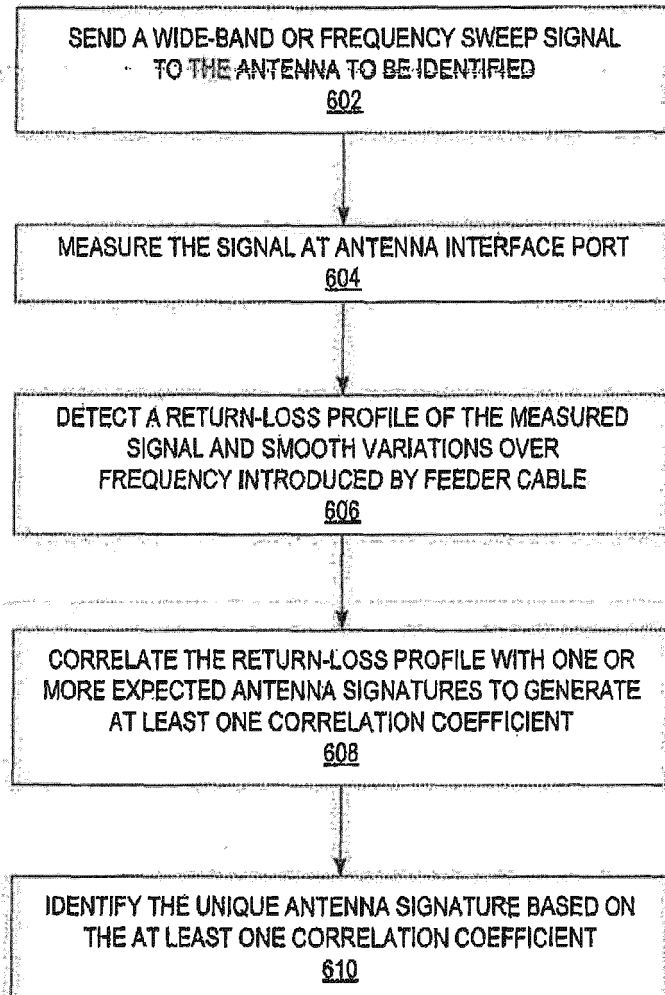 SEND A WIDE-BAND OR FREQUENCY SWEEP SIGNAL
TO THE ANTENNA TO BE IDENTIFIED
602
MEASURE THE SIGNAL AT ANTENNA INTERFACE PORT
604
DETECT A RETURN-LOSS PROFILE OF THE MEASURED
SIGNAL AND SMOOTH VARIATIONS OVER
FREQUENCY INTRODUCED BY FEEDER CABLE
606
CORRELATE THE RETURN-LOSS PROFILE WITH ONE OR
MORE EXPECTED ANTENNA SIGNATURES TO GENERATE
AT LEAST ONE CORRELATION COEFFICIENT
608
IDENTIFY THE UNIQUE ANTENNA SIGNATURE BASED ON
THE AT LEAST ONE CORRELATION COEFFICIENT
610